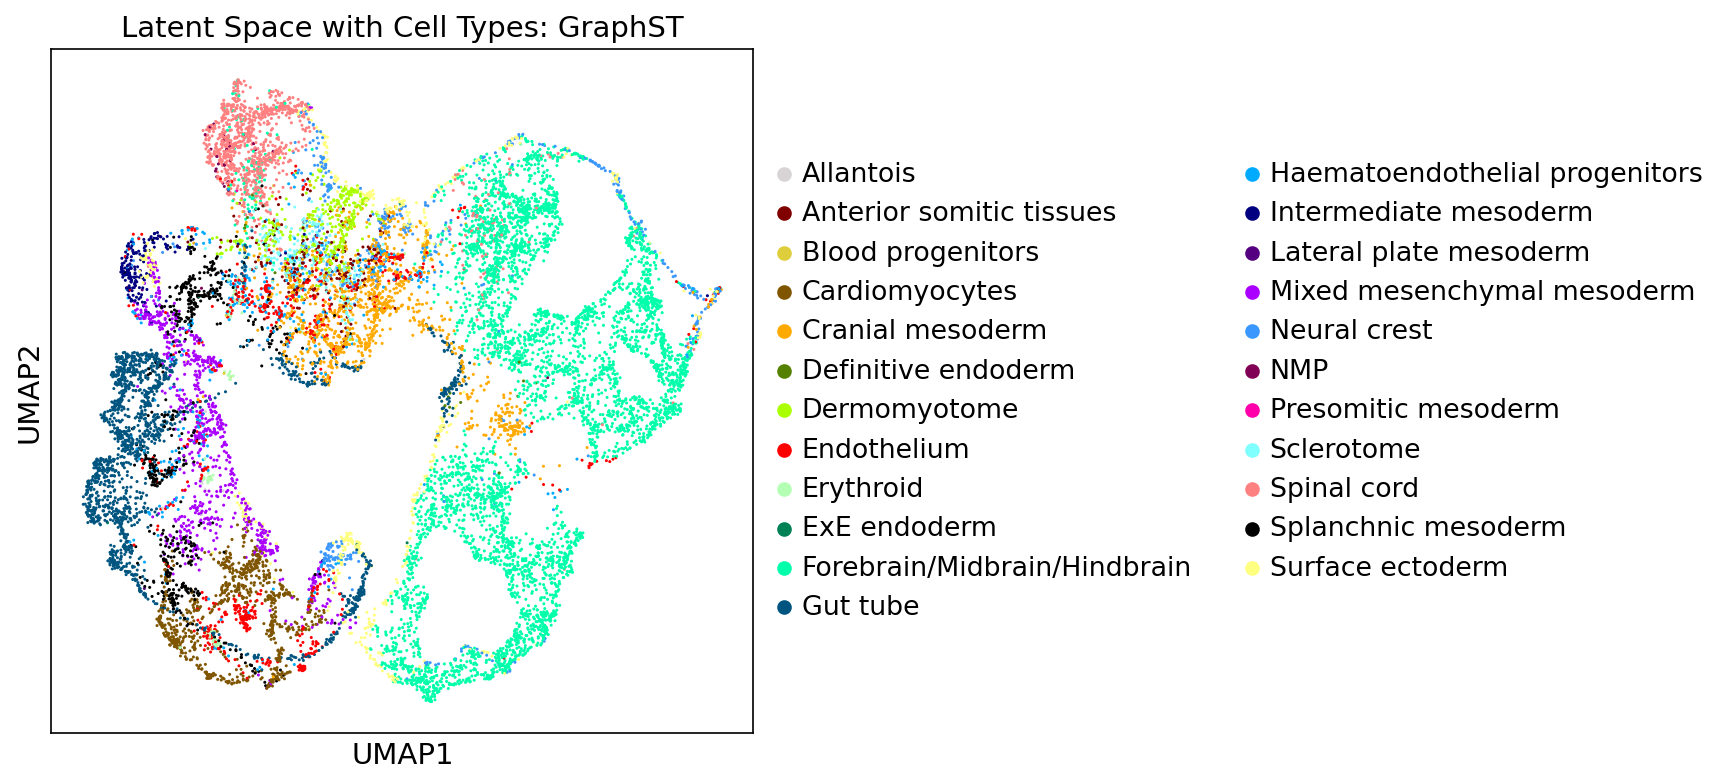 Latent Space with Cell Types: GraphST
UMAP2
UMAP1
Allantois
Anterior somitic tissues
Blood progenitors
Cardiomyocytes
Cranial mesoderm
Definitive endoderm
Dermomyotome
Endothelium
Erythroid
ExE endoderm
Forebrain/Midbrain/Hindbrain
Gut tube
Haematoendothelial progenitors
Intermediate mesoderm
Lateral plate mesoderm
Mixed mesenchymal mesoderm
Neural crest
NMP
Presomitic mesoderm
Sclerotome
Spinal cord
Splanchnic mesoderm
Surface ectoderm